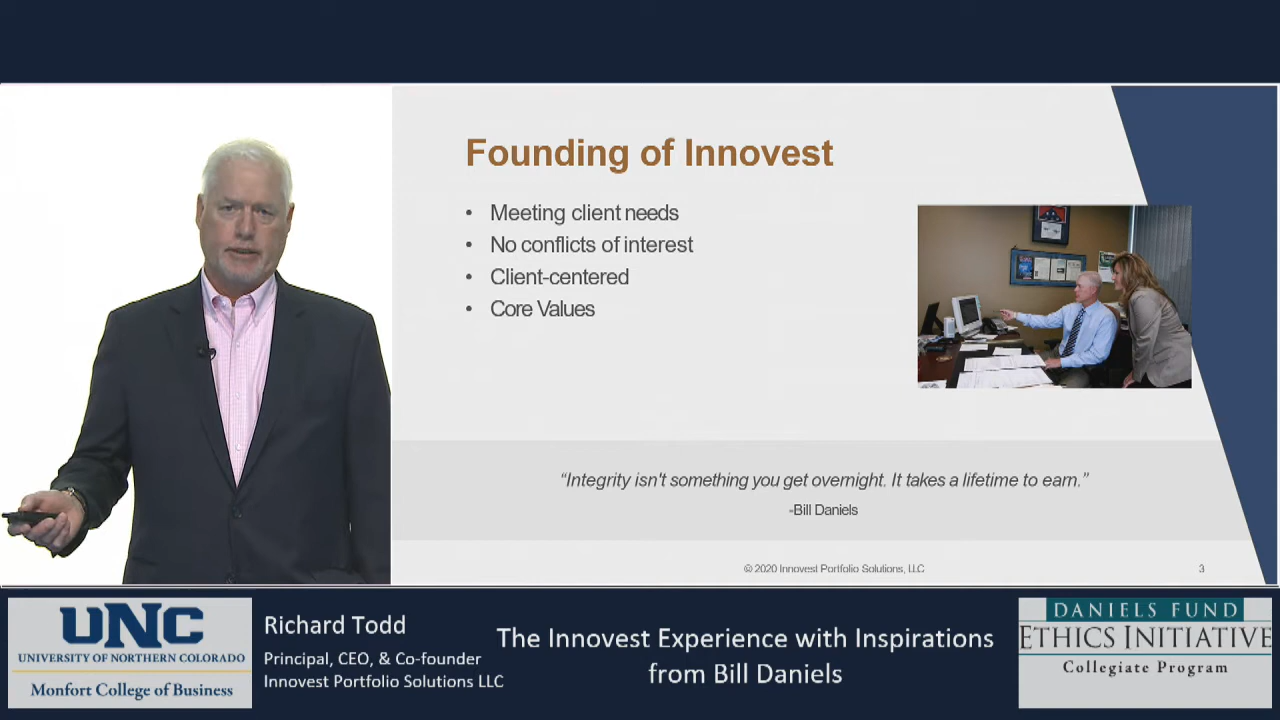 Founding of Innovest
• Meeting client needs
• No conflicts of interest
• Client-centered
• Core Values
“Integrity isn't something you get overnight. It takes a lifetime to earn.”
-Bill Daniels
© 2020 Innovest Portfolio Solutions, LLC
3
UNC
UNIVERSITY OF NORTHERN COLORADO
Monfort College of Business
Richard Todd
Principal, CEO, & Co-founder
Innovest Portfolio Solutions LLC
The Innovest Experience with Inspirations
from Bill Daniels
DANIELS FUND
ETHICS INITIATIVE
Collegiate Program